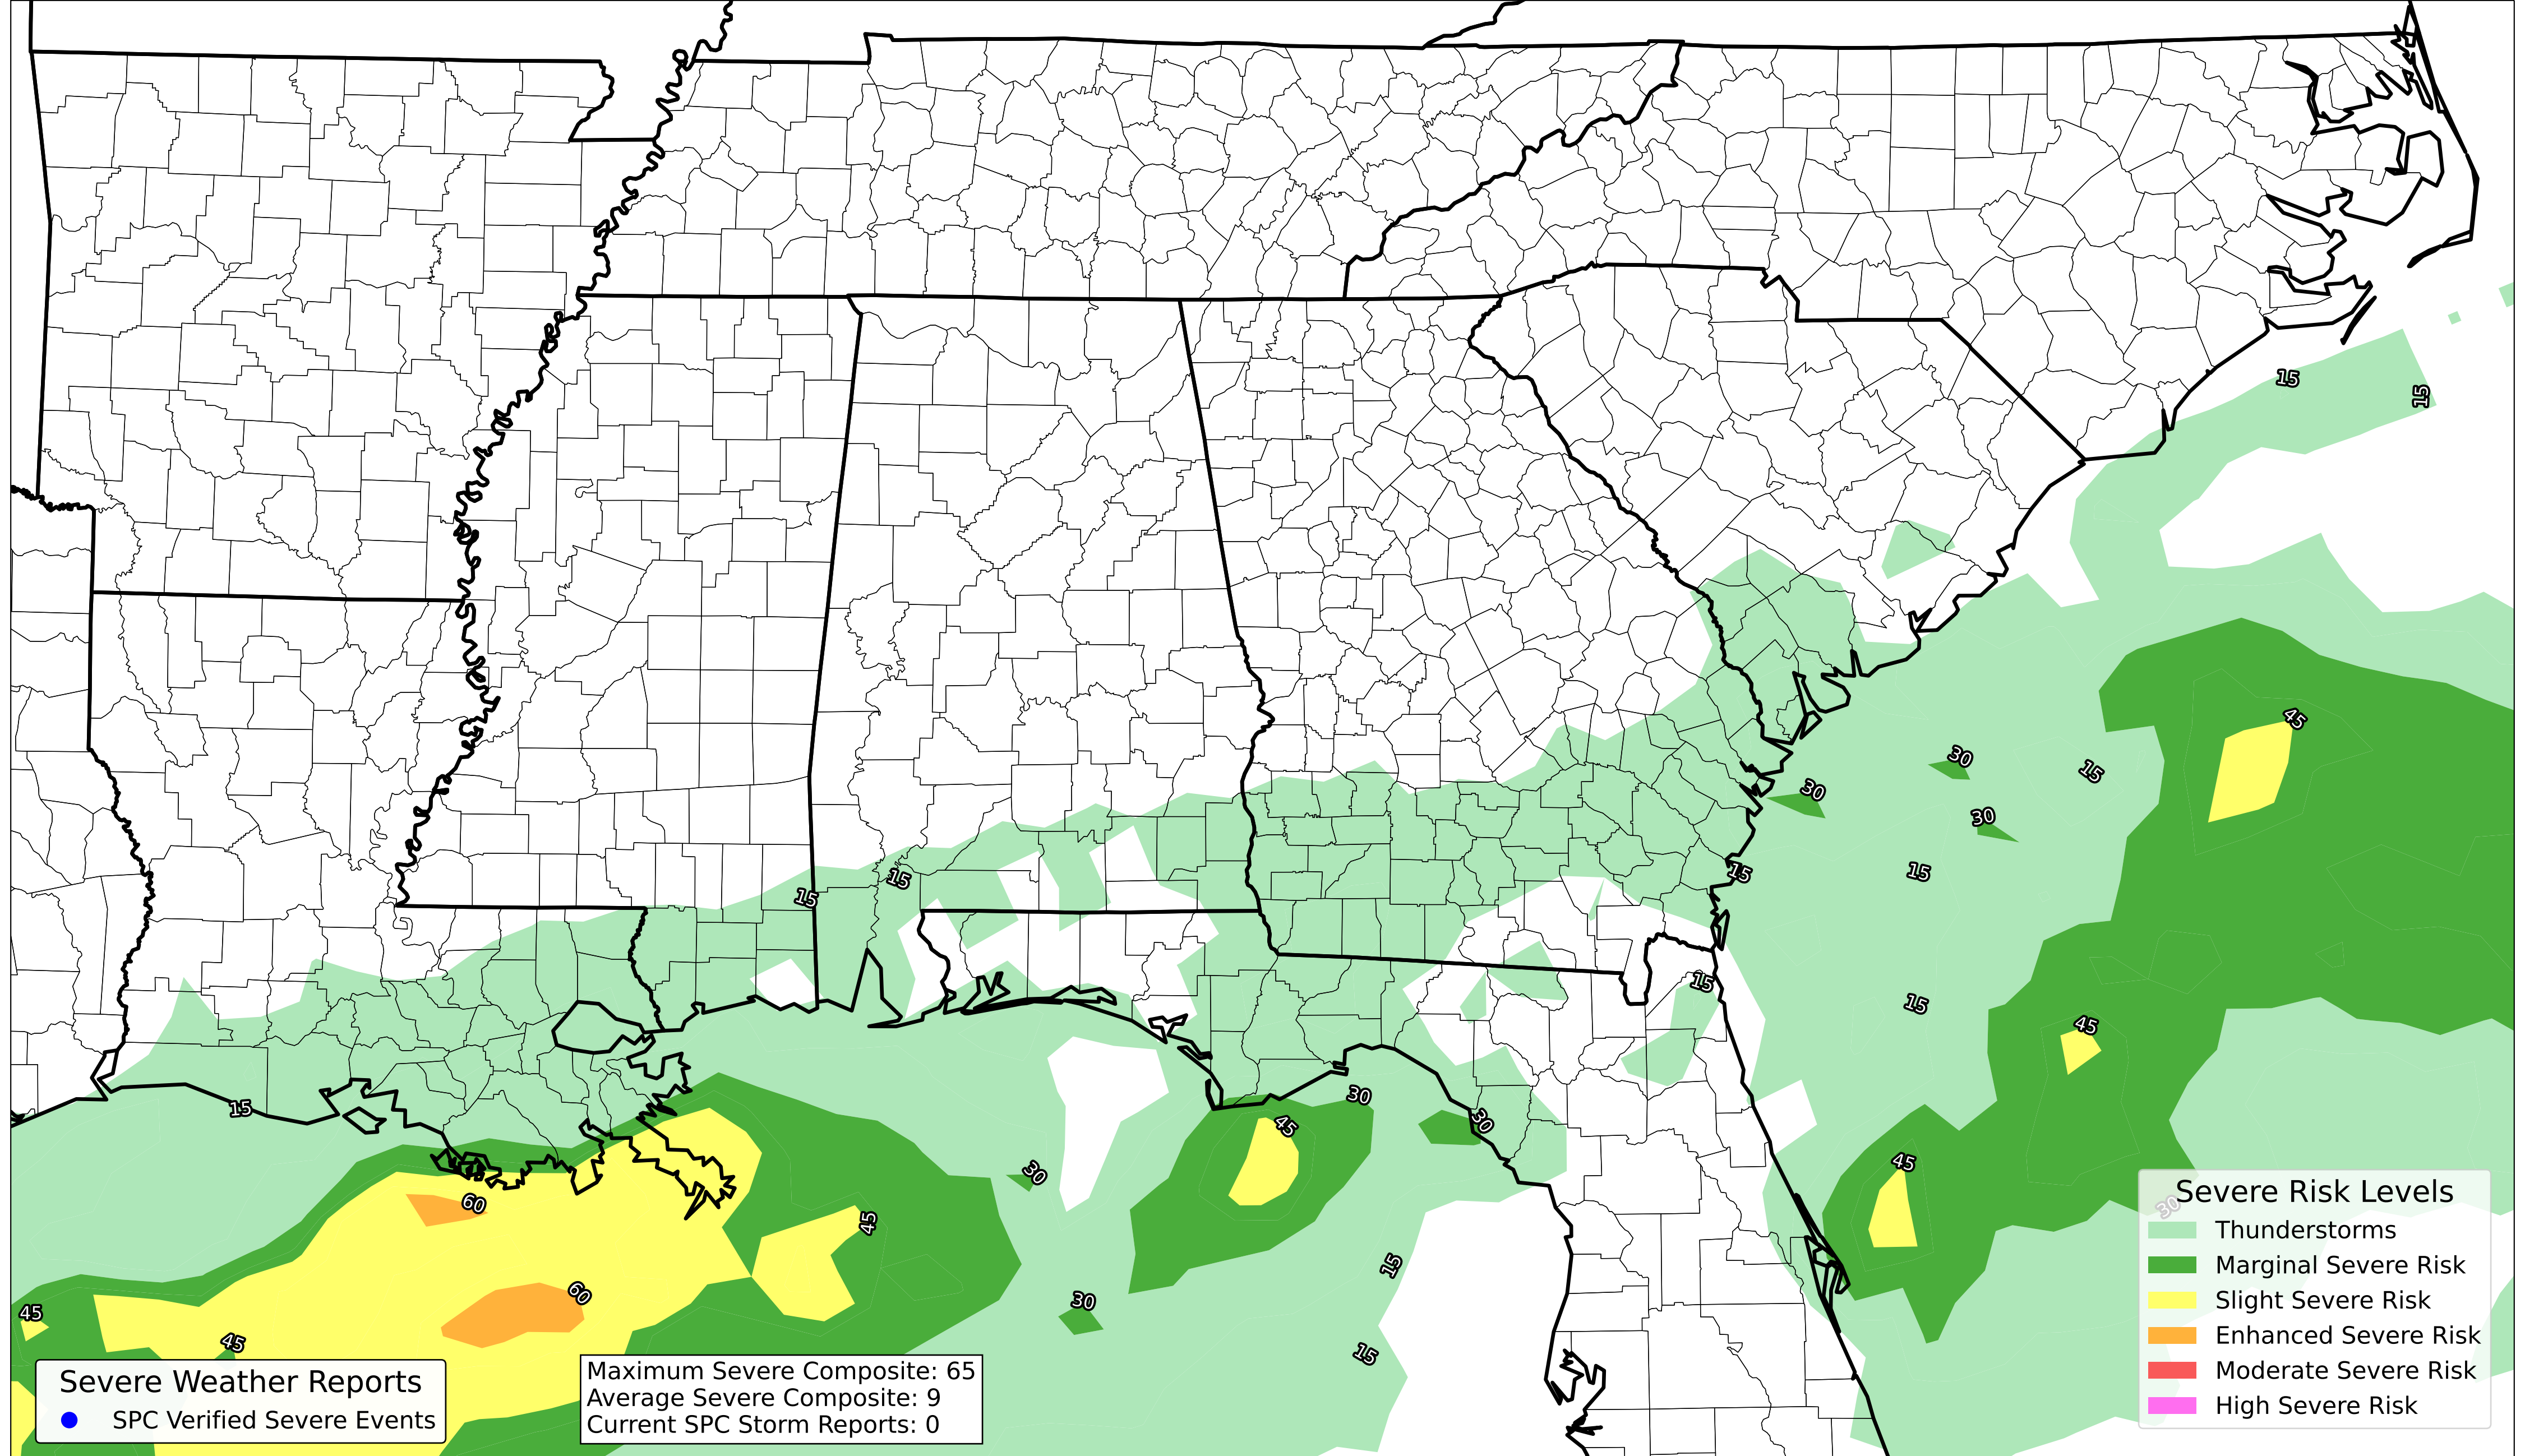 15
15
45
30
15
30
30
15
15
15
15
15
15
45
30
30
45
15
45
30
60
45
30
Severe Risk Levels
Thunderstorms
Marginal Severe Risk
Slight Severe Risk
Enhanced Severe Risk
Moderate Severe Risk
High Severe Risk
15
60
30
45
45
15
Severe Weather Reports
SPC Verified Severe Events
Maximum Severe Composite: 65
Average Severe Composite: 9
Current SPC Storm Reports: 0